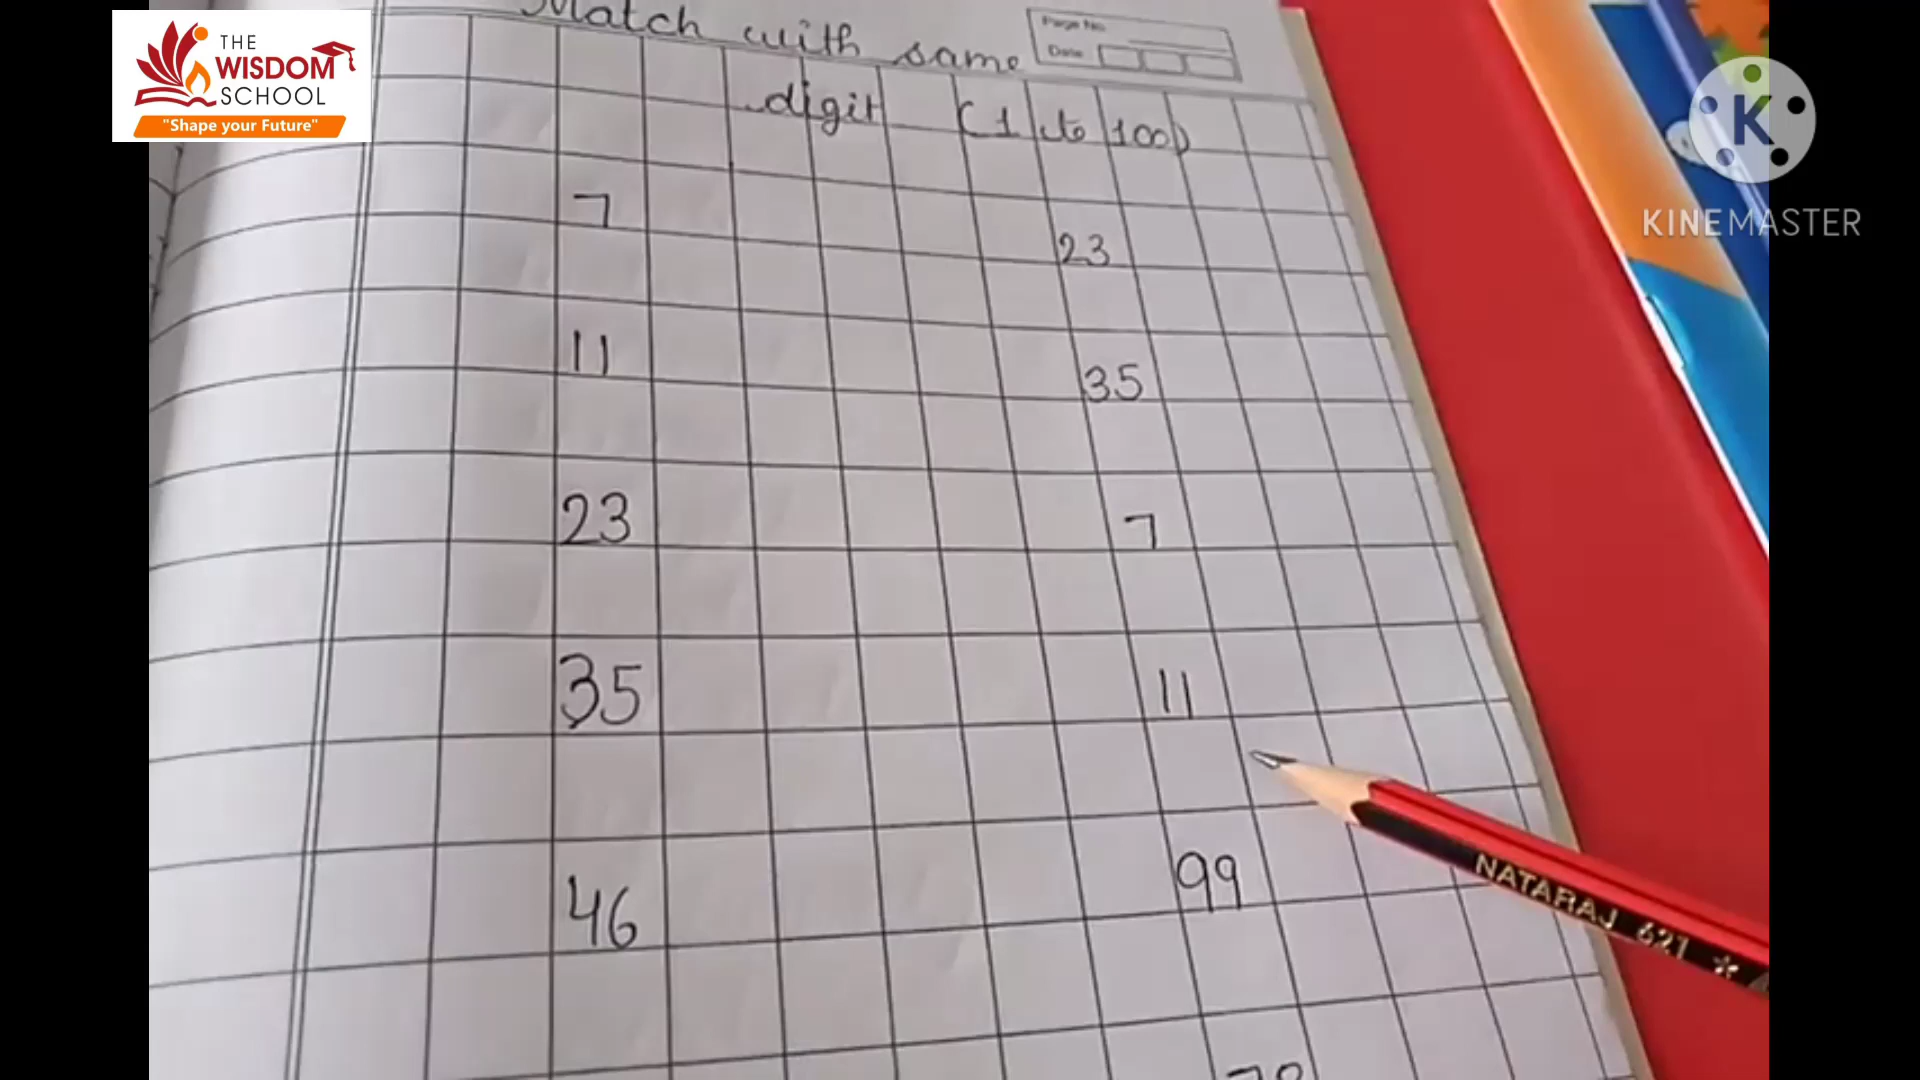 THE
WISDOM
SCHOOL
"Shape your Future"
Match with same
Page No.
Date
digit (1 to 100)
K
KINEMASTER
7 23
11 35
23 7
35 11
46 99
NATARAJ 621